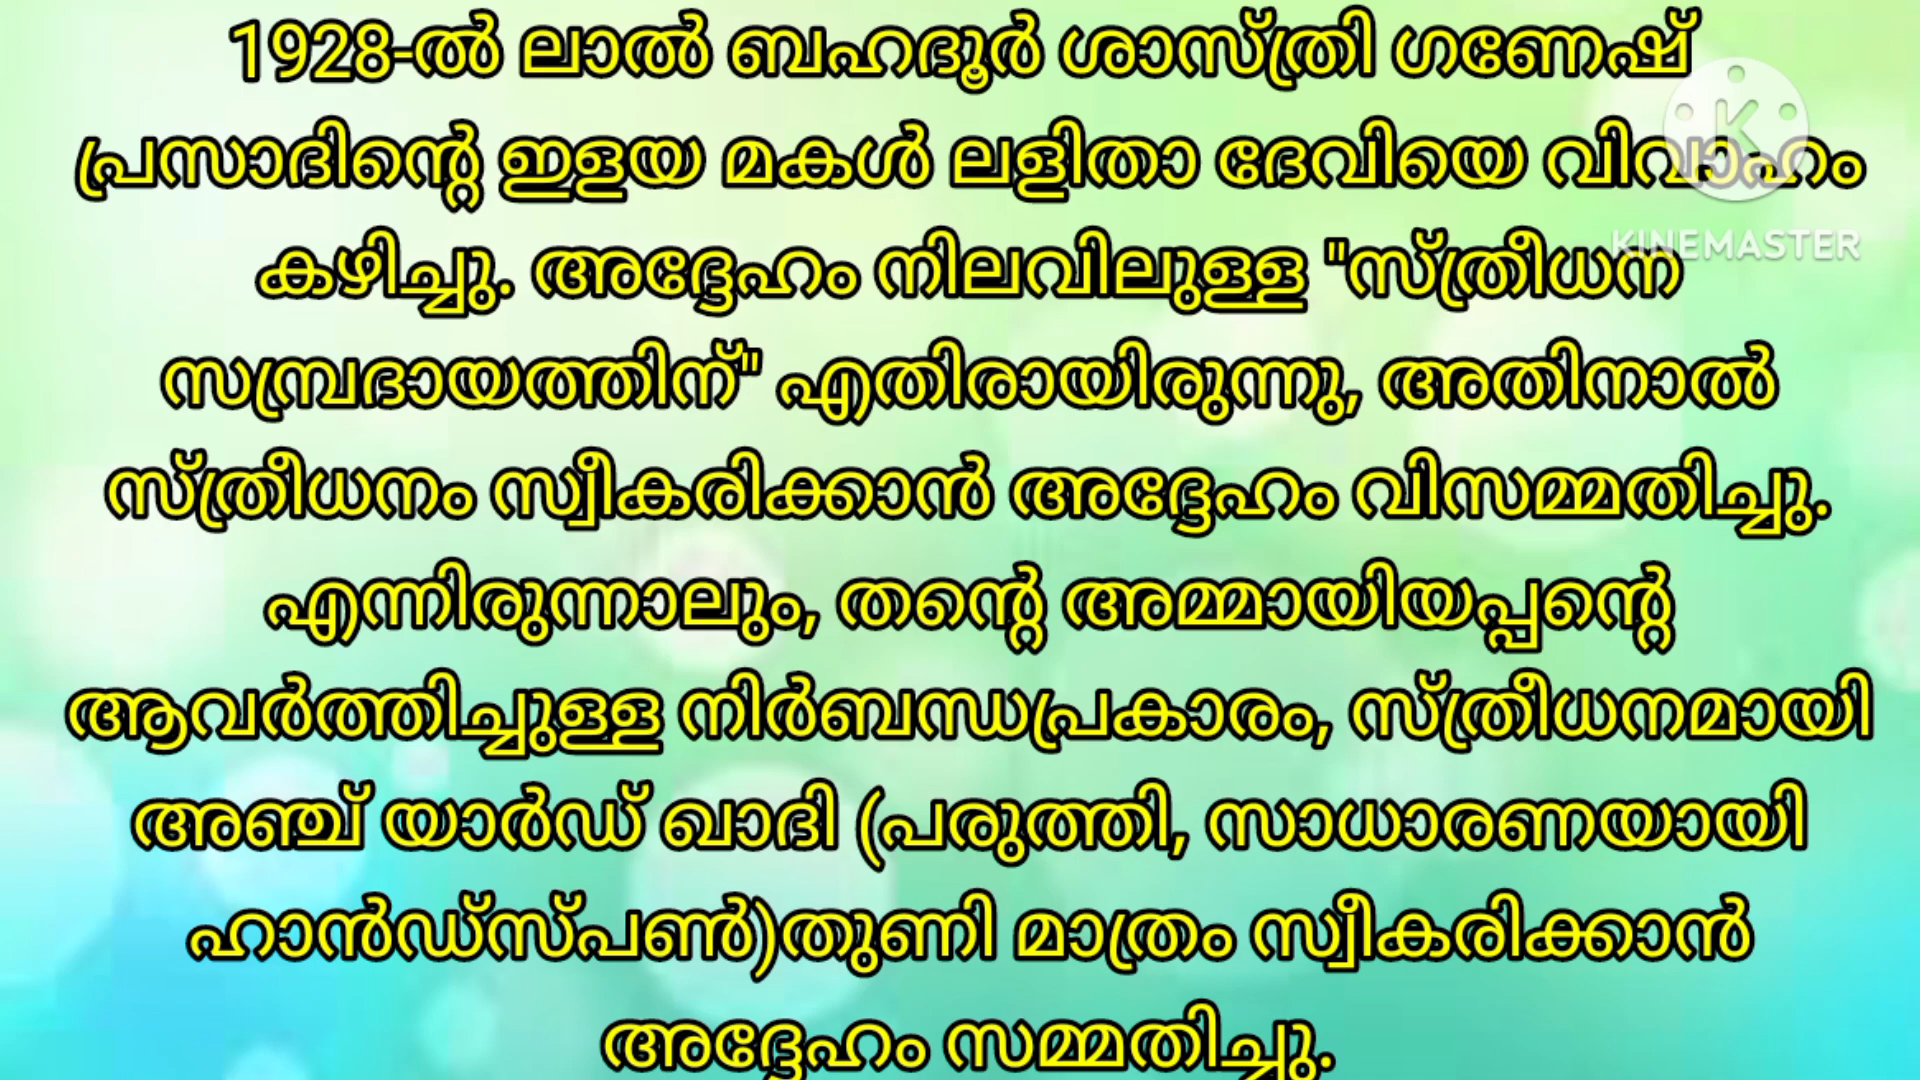 1928-ൽ ലാൽ ബഹദൂർ ശാസ്ത്രി ഗണേഷ്
പ്രസാദിന്റെ ഇളയ മകൾ ലളിതാ ദേവിയെ വിവാഹം
കഴിച്ചു. അദ്ദേഹം നിലവിലുള്ള "സ്ത്രീധന
സമ്പ്രദായത്തിന്" എതിരായിരുന്നു, അതിനാൽ
സ്ത്രീധനം സ്വീകരിക്കാൻ അദ്ദേഹം വിസമ്മതിച്ചു.
എന്നിരുന്നാലും, തന്റെ അമ്മായിയപ്പന്റെ
ആവർത്തിച്ചുള്ള നിർബന്ധപ്രകാരം, സ്ത്രീധനമായി
അഞ്ച് യാർഡ് ഖാദി (പരുത്തി, സാധാരണയായി
ഹാൻഡ്സ്പൺ)തുണി മാത്രം സ്വീകരിക്കാൻ
അദ്ദേഹം സമ്മതിച്ചു.
K
KINEMASTER